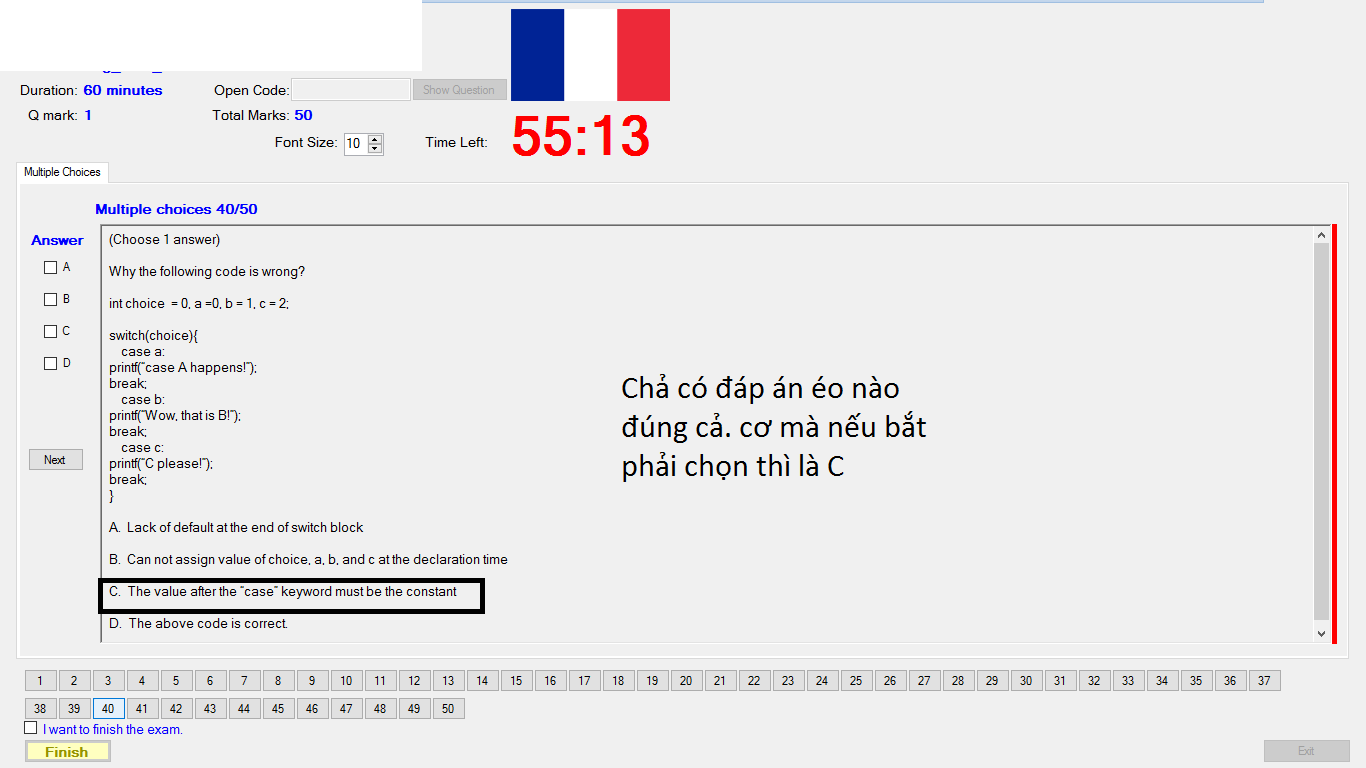 Duration: 60 minutes
Open Code:
Show Question
Q mark: 1
Total Marks: 50
Font Size: 10
Time Left:
55:13
Multiple Choices
Multiple choices 40/50
Answer
A
B
C
D
Next
(Choose 1 answer)
Why the following code is wrong?
int choice  = 0, a =0, b = 1, c = 2;
switch(choice){
case a:
printf(“case A happens!”);
break;
case b:
printf(“Wow, that is B!”);
break;
case c:
printf(“C please!”);
break;
}
A.  Lack of default at the end of switch block
B.  Can not assign value of choice, a, b, and c at the declaration time
C.  The value after the “case” keyword must be the constant
D.  The above code is correct.
Chả có đáp án éo nào
đúng cả. cơ mà nếu bắt
phải chọn thì là C
1 2 3 4 5 6 7 8 9 10 11 12 13 14 15 16 17 18 19 20 21 22 23 24 25 26 27 28 29 30 31 32 33 34 35 36 37
38 39 40 41 42 43 44 45 46 47 48 49 50
I want to finish the exam.
Finish
Exit